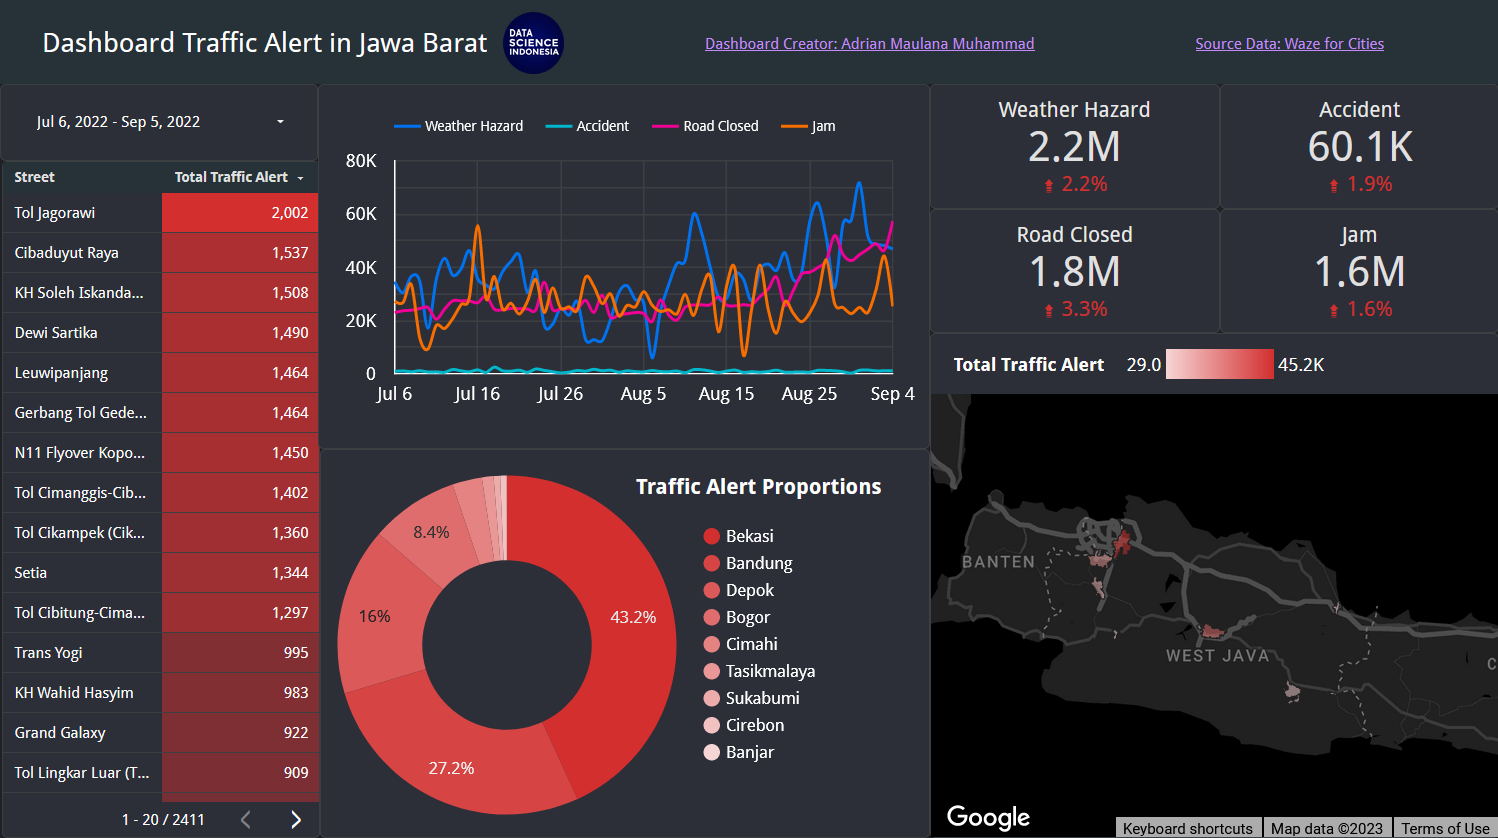 Dashboard Traffic Alert in Jawa Barat
DATA
SCIENCE
INDONESIA
Dashboard Creator: Adrian Maulana Muhammad
Source Data: Waze for Cities
Jul 6, 2022 - Sep 5, 2022
Street Total Traffic Alert
Tol Jagorawi 2,002
Cibaduyut Raya 1,537
KH Soleh Iskanda... 1,508
Dewi Sartika 1,490
Leuwipanjang 1,464
Gerbang Tol Gede... 1,464
N11 Flyover Kopo... 1,450
Tol Cimanggis-Cib... 1,402
Tol Cikampek (Cik... 1,360
Setia 1,344
Tol Cibitung-Cima... 1,297
Trans Yogi 995
KH Wahid Hasyim 983
Grand Galaxy 922
Tol Lingkar Luar (T... 909
1 - 20 / 2411
Weather Hazard Accident Road Closed Jam
80K
60K
40K
20K
0
Jul 6 Jul 16 Jul 26 Aug 5 Aug 15 Aug 25 Sep 4
Traffic Alert Proportions
Bekasi
Bandung
Depok
Bogor
Cimahi
Tasikmalaya
Sukabumi
Cirebon
Banjar
8.4%
16%
43.2%
27.2%
Weather Hazard
2.2M
2.2%
Accident
60.1K
1.9%
Road Closed
1.8M
3.3%
Jam
1.6M
1.6%
Total Traffic Alert 29.0 45.2K
BANTEN
WEST JAVA
C
Google
Keyboard shortcuts Map data ©2023 Terms of Use